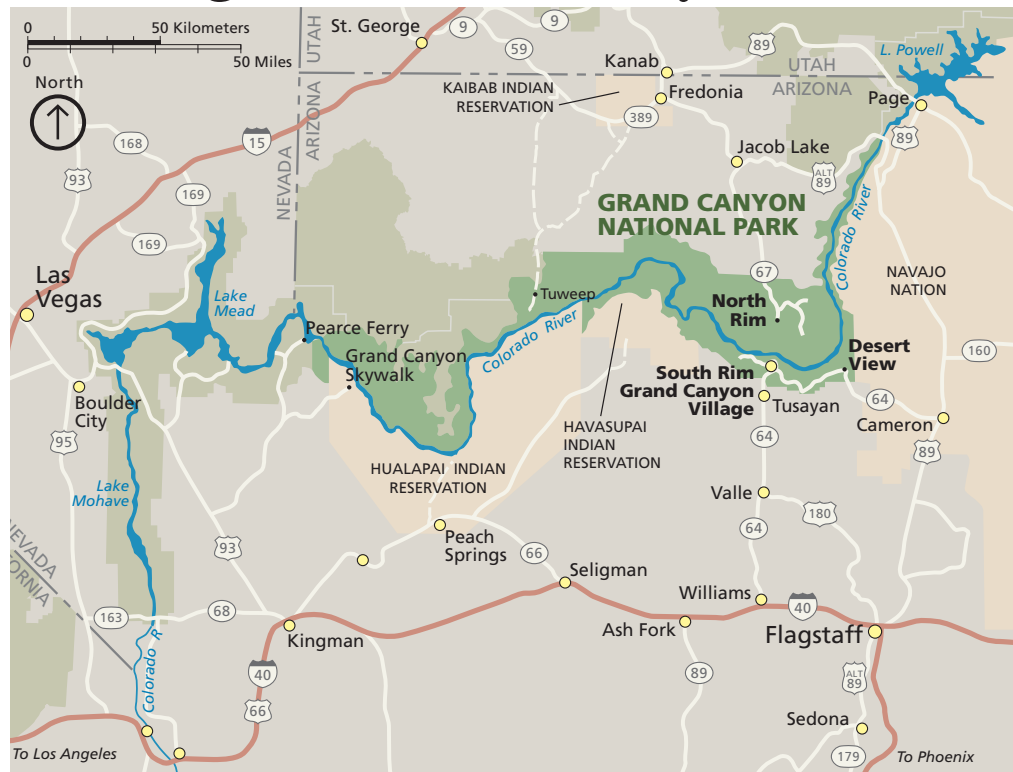 0
50 Kilometers
0
50 Miles
North
UTAH
ARIZONA
St. George
9
9
59
89
L. Powell
Kanab
UTAH
ARIZONA
KAIBAB INDIAN
RESERVATION
Fredonia
Page
389
15
168
89
Jacob Lake
93
ALT
89
169
NEVADA
GRAND CANYON
NATIONAL PARK
Colorado River
169
NAVAJO
NATION
67
Las
Vegas
Lake
Mead
Tuweep
North
Rim
Pearce Ferry
Colorado River
Desert
View
160
Grand Canyon
Skywalk
South Rim
Grand Canyon
Village
Boulder
City
Tusayan
64
Cameron
95
HAVASUPAI
INDIAN
RESERVATION
64
89
HUALAPAI INDIAN
RESERVATION
Lake
Mohave
Valle
180
NEVADA
ORNIA
93
Peach
Springs
64
66
Seligman
Williams
163
68
40
Kingman
Ash Fork
Flagstaff
Colorado R
40
89
ALT
89
66
Sedona
To Los Angeles
179
To Phoenix